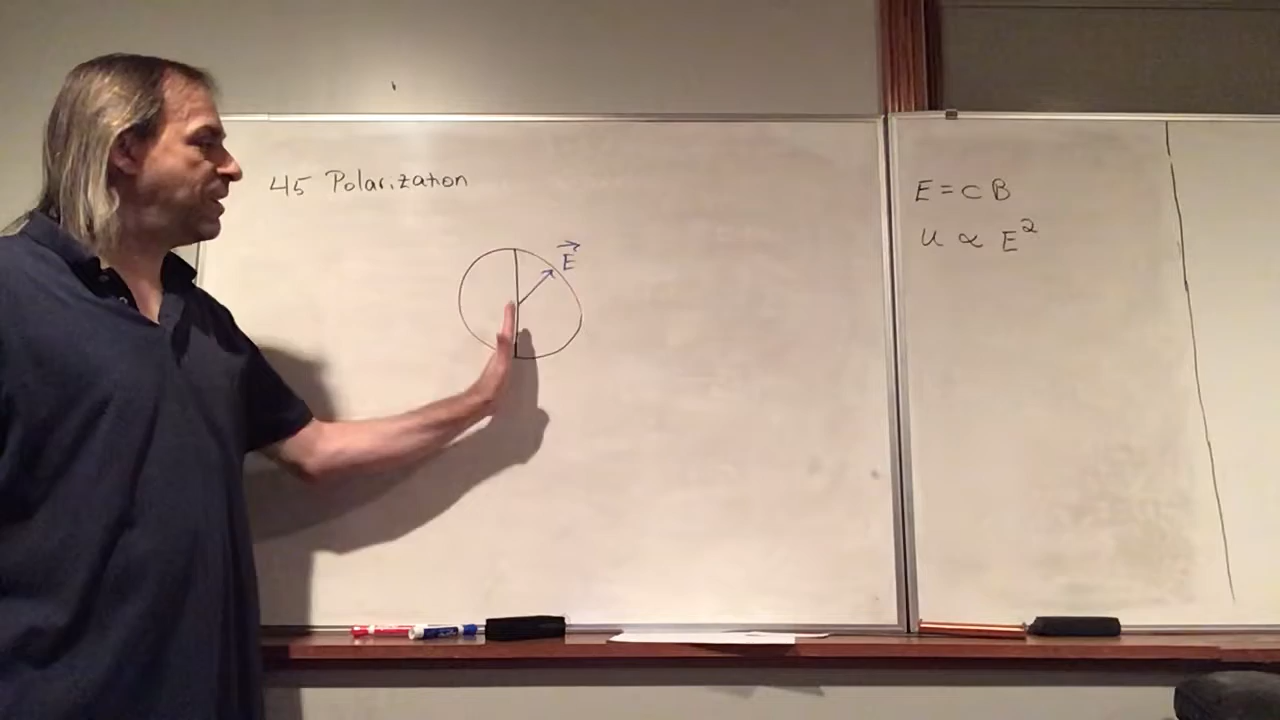 45 Polarization
E
E = C B
u ∝ E²